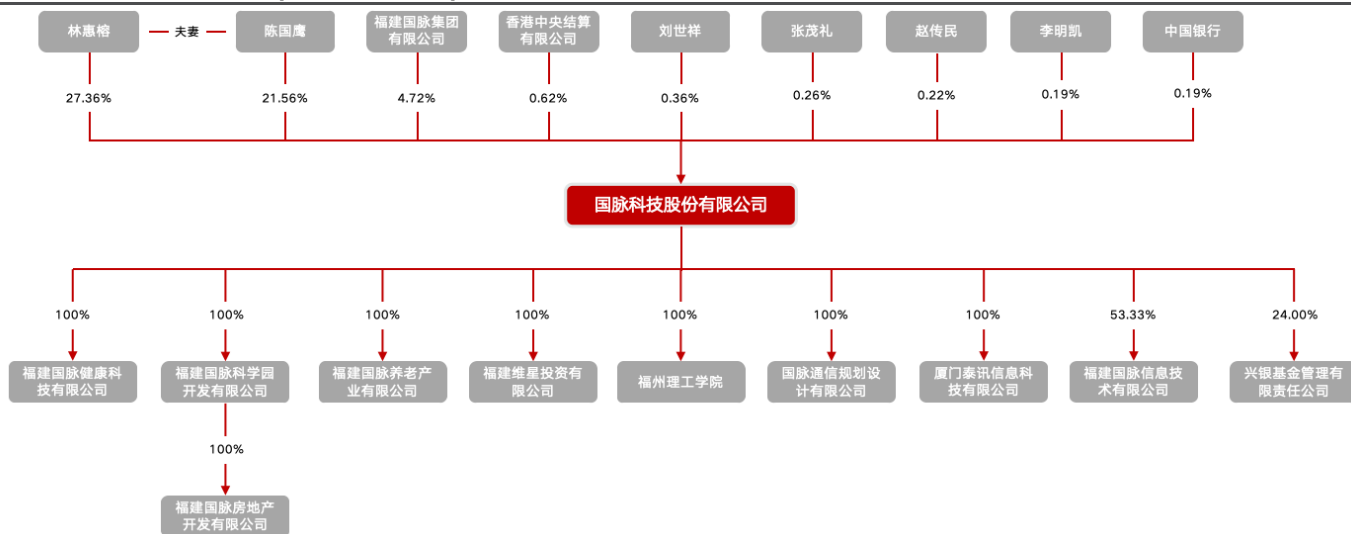 林惠榕
夫妻
陈国鹰
福建国脉集团
有限公司
香港中央结算
有限公司
刘世祥
张茂礼
赵传民
李明凯
中国银行
27.36%
21.56%
4.72%
0.62%
0.36%
0.26%
0.22%
0.19%
0.19%
国脉科技股份有限公司
100%
100%
100%
100%
100%
100%
100%
53.33%
24.00%
福建国脉健康科
技有限公司
福建国脉科学园
开发有限公司
福建国脉养老产
业有限公司
福建维星投资有
限公司
福州理工学院
国脉通信规划设
计有限公司
厦门泰讯信息科
技有限公司
福建国脉信息技
术有限公司
兴银基金管理有
限责任公司
100%
福建国脉房地产
开发有限公司